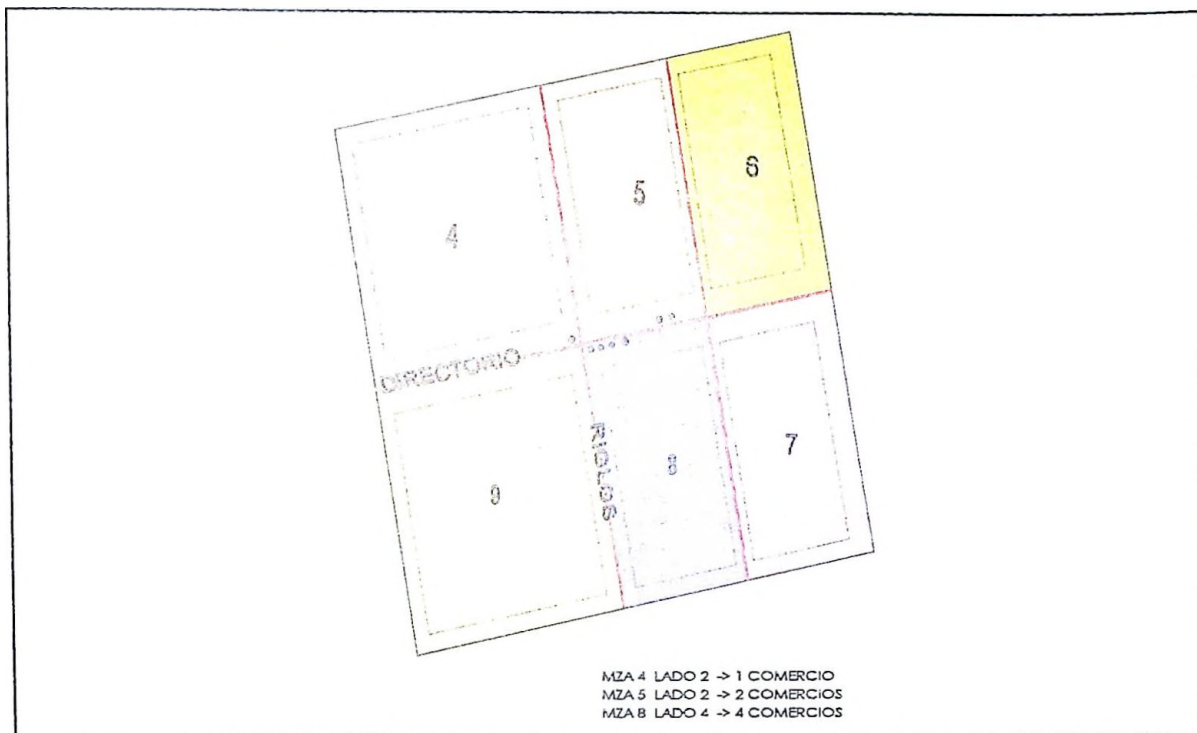 6
5
4
DIRECTORIO
RIGLOS
7
8
9
MZA 4 LADO 2 -> 1 COMERCIO
MZA 5 LADO 2 -> 2 COMERCIOS
MZA 8 LADO 4 -> 4 COMERCIOS